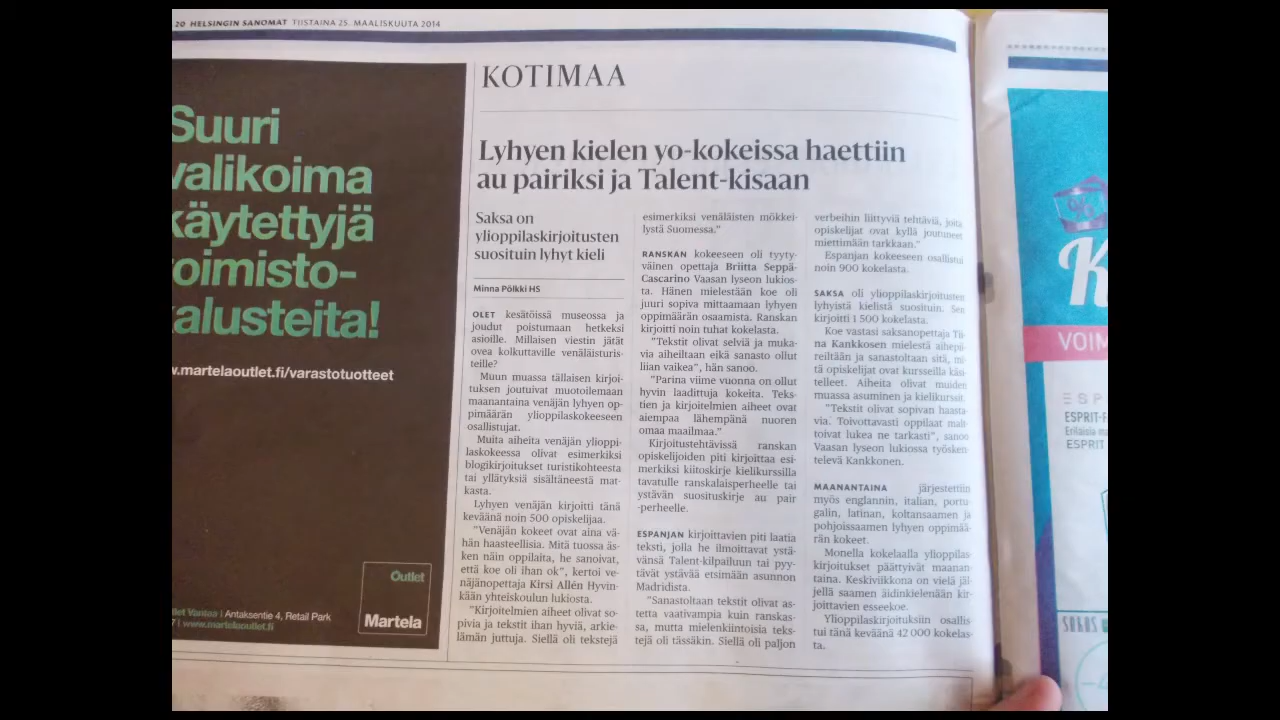 20 HELSINGIN SANOMAT TIISTAINA 25. MAALISKUUTA 2014
Suuri
valikoima
käytettyjä
toimisto-
kalusteita!
w.martelaoutlet.fi/varastotuotteet
Outlet
Martela
Outlet Vantaa | Antaksentie 4, Retail Park
7 | www.martelaoutlet.fi
KOTIMAA
Lyhyen kielen yo-kokeissa haettiin
au pairiksi ja Talent-kisaan
Saksa on
ylioppilaskirjoitusten
suosituin lyhyt kieli
Minna Pölkki HS
OLET kesätöissä museossa ja
joudut poistumaan hetkeksi
asioille. Millaisen viestin jätät
ovea kolkuttaville venäläisturis-
teille?
Muun muassa tällaisen kirjoi-
tuksen joutuivat muotoilemaan
maanantaina venäjän lyhyen op-
pimäärän ylioppilaskokeeseen
osallistujat.
Muita aiheita venäjän ylioppi-
laskokeessa olivat esimerkiksi
blogikirjoitukset turistikohteesta
tai yllätyksiä sisältäneestä mat-
kasta.
Lyhyen venäjän kirjoitti tänä
keväänä noin 500 opiskelijaa.
"Venäjän kokeet ovat aina vä-
hän haasteellisia. Mitä tuossa äs-
ken näin oppilaita, he sanoivat,
että koe oli ihan ok", kertoi ve-
näjänopettaja Kirsi Allén Hyvin-
kään yhteiskoulun lukiosta.
"Kirjoitelmien aiheet olivat so-
pivia ja tekstit ihan hyviä, arkie-
lämän juttuja. Siellä oli tekstejä
esimerkiksi venäläisten mökkei-
lystä Suomessa."
RANSKAN kokeeseen oli tyyty-
väinen opettaja Briitta Seppä-
Cascarino Vaasan lyseon lukios-
ta. Hänen mielestään koe oli
juuri sopiva mittaamaan lyhyen
oppimäärän osaamista. Ranskan
kirjoitti noin tuhat kokelasta.
"Tekstit olivat selviä ja muka-
via aiheiltaan eikä sanasto ollut
liian vaikea", hän sanoo.
"Parina viime vuonna on ollut
hyvin laadittuja kokeita. Teks-
tien ja kirjoitelmien aiheet ovat
aiempaa lähempänä nuoren
omaa maailmaa."
Kirjoitustehtävissä ranskan
opiskelijoiden piti kirjoittaa esi-
merkiksi kiitoskirje kielikurssilla
tavatulle ranskalaisperheelle tai
ystävän suosituskirje au pair
-perheelle.
ESPANJAN kirjoittavien piti laatia
teksti, jolla he ilmoittavat ystä-
vänsä Talent-kilpailuun tai pyy-
tävät ystävää etsimään asunnon
Madridista.
"Sanastoltaan tekstit olivat as-
tetta vaativampia kuin ranskas-
sa, mutta mielenkiintoisia teks-
tejä oli tässäkin. Siellä oli paljon
verbeihin liittyviä tehtäviä, joita
opiskelijat ovat kyllä joutuneet
miettimään tarkkaan."
Espanjan kokeeseen osallistui
noin 900 kokelasta.
SAKSA oli ylioppilaskirjoitusten
lyhyistä kielistä suosituin. Sen
kirjoitti 1 500 kokelasta.
Koe vastasi saksanopettaja Tii-
na Kankkosen mielestä aihepii-
reiltään ja sanastoltaan sitä, mi-
tä opiskelijat ovat kursseilla käsi-
telleet. Aiheita olivat muiden
muassa asuminen ja kielikurssit.
"Tekstit olivat sopivan haasta-
via. Toivottavasti oppilaat malt-
toivat lukea ne tarkasti", sanoo
Vaasan lyseon lukiossa työsken-
televä Kankkonen.
MAANANTAINA järjestettiin
myös englannin, italian, portu-
galin, latinan, koltansaamen ja
pohjoissaamen lyhyen oppimää-
rän kokeet.
Monella kokelaalla ylioppilas-
kirjoitukset päättyivät maanan-
taina. Keskiviikkona on vielä jäl-
jellä saamen äidinkielenään kir-
joittavien esseekoe.
Ylioppilaskirjoituksiin osallis-
tui tänä keväänä 42 000 kokelas-
ta.
%
K
VOIM
ESP
ESPRIT-F
Erilaisia ma
ESPRIT
SOKOS
–4